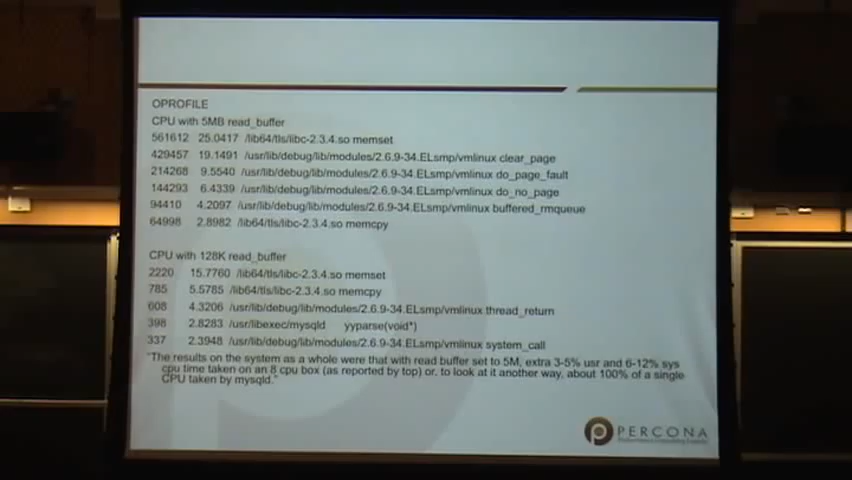 OPROFILE
CPU with 5MB read_buffer
561612 25.0417 /lib64/tls/libc-2.3.4.so memset
429457 19.1491 /usr/lib/debug/lib/modules/2.6.9-34.ELsmp/vmlinux clear_page
214268 9.5540 /usr/lib/debug/lib/modules/2.6.9-34.ELsmp/vmlinux do_page_fault
144293 6.4339 /usr/lib/debug/lib/modules/2.6.9-34.ELsmp/vmlinux do_no_page
94410 4.2097 /usr/lib/debug/lib/modules/2.6.9-34.ELsmp/vmlinux buffered_rmqueue
64998 2.8982 /lib64/tls/libc-2.3.4.so memcpy
CPU with 128K read_buffer
2220 15.7760 /lib64/tls/libc-2.3.4.so memset
785 5.5785 /lib64/tls/libc-2.3.4.so memcpy
608 4.3206 /usr/lib/debug/lib/modules/2.6.9-34.ELsmp/vmlinux thread_return
398 2.8283 /usr/libexec/mysqld yyparse(void*)
337 2.3948 /usr/lib/debug/lib/modules/2.6.9-34.ELsmp/vmlinux system_call
"The results on the system as a whole were that with read buffer set to 5M, extra 3-5% usr and 6-12% sys
cpu time taken on an 8 cpu box (as reported by top) or, to look at it another way, about 100% of a single
CPU taken by mysqld."
PERCONA